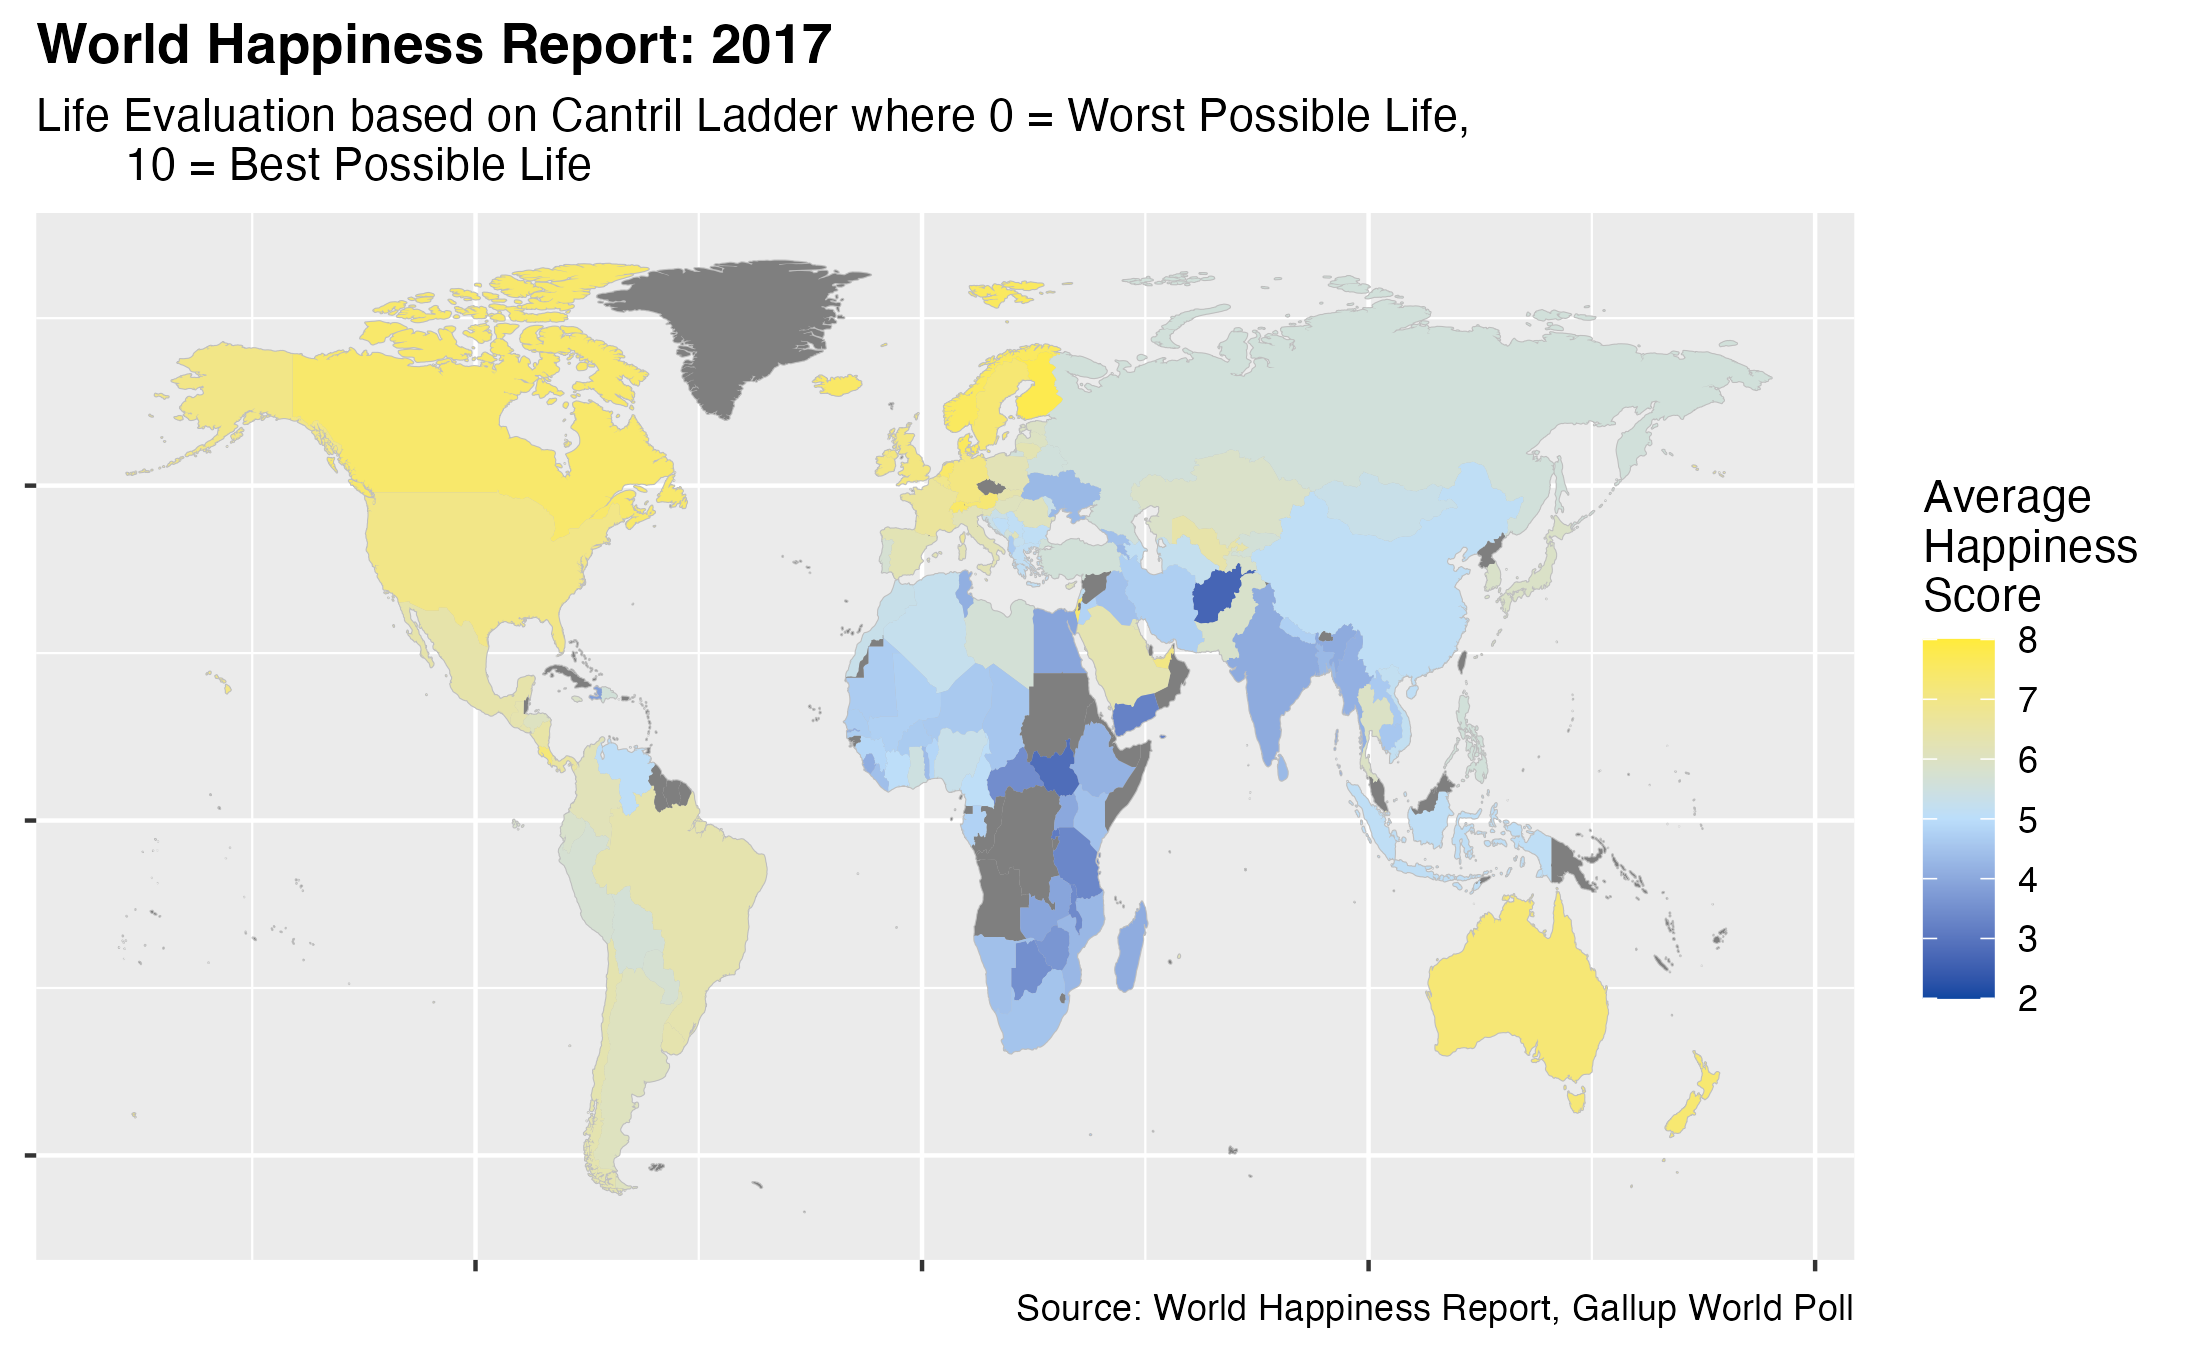 World Happiness Report: 2017
Life Evaluation based on Cantril Ladder where 0 = Worst Possible Life,
10 = Best Possible Life
Average
Happiness
Score
8
7
6
5
4
3
2
Source: World Happiness Report, Gallup World Poll